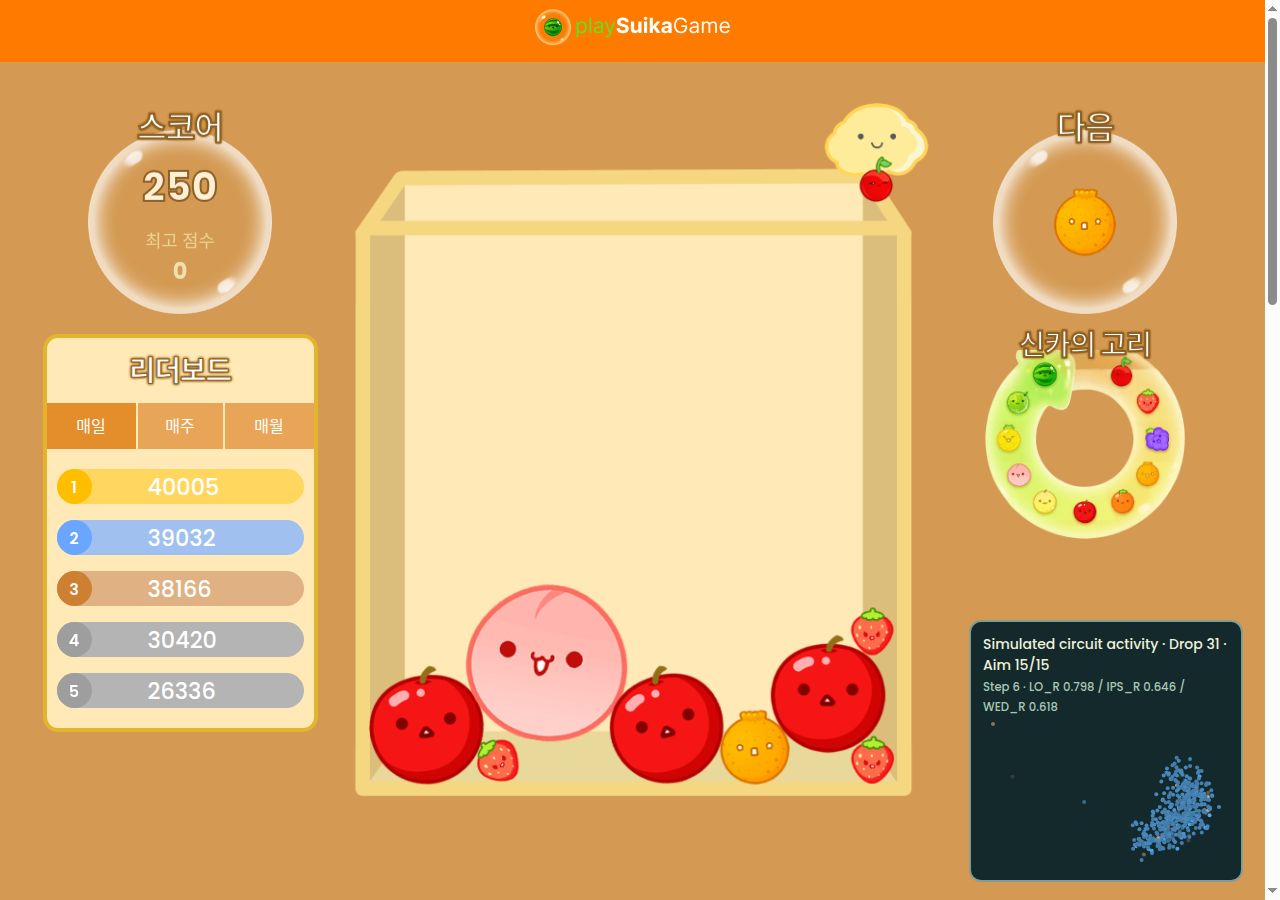 playSuikaGame
스코어
250
최고 점수
0
다음
리더보드
매일 매주 매월
1 40005
2 39032
3 38166
4 30420
5 26336
신카의 고리
Simulated circuit activity · Drop 31 ·
Aim 15/15
Step 6 · LO_R 0.798 / IPS_R 0.646 /
WED_R 0.618